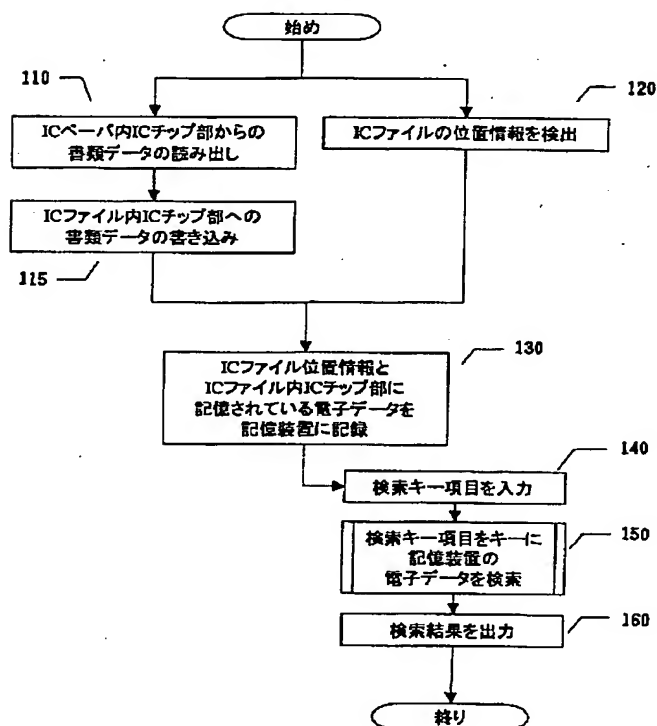 始め
110
120
ICペーパ内ICチップ部からの
書類データの読み出し
ICファイルの位置情報を検出
ICファイル内ICチップ部への
書類データの書き込み
115
130
ICファイル位置情報と
ICファイル内ICチップ部に
記憶されている電子データを
記憶装置に記録
140
検索キー項目を入力
検索キー項目をキーに
記憶装置の
電子データを検索
150
検索結果を出力
160
終り